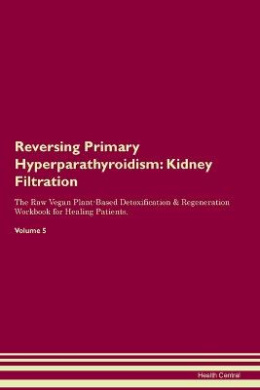 Reversing Primary
Hyperparathyroidism: Kidney
Filtration
The Raw Vegan Plant-Based Detoxification & Regeneration
Workbook for Healing Patients.
Volume 5
Health Central